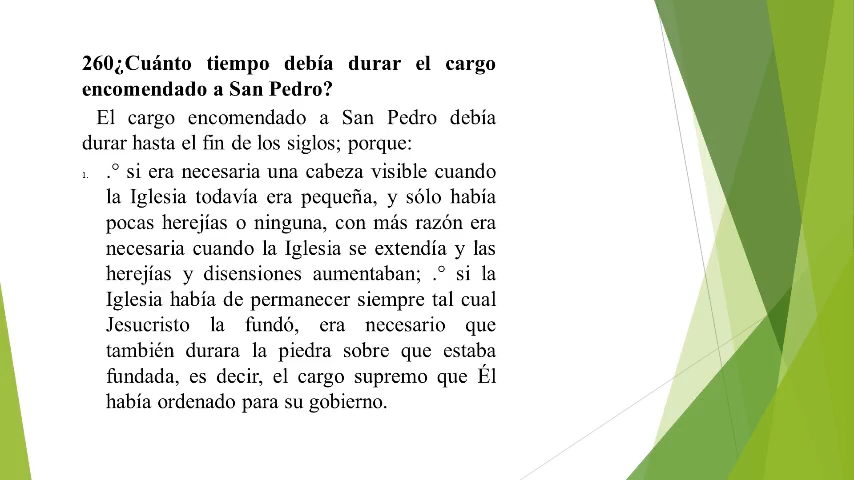 260¿Cuánto tiempo debía durar el cargo
encomendado a San Pedro?
El cargo encomendado a San Pedro debía
durar hasta el fin de los siglos; porque:
1. .° si era necesaria una cabeza visible cuando
la Iglesia todavía era pequeña, y sólo había
pocas herejías o ninguna, con más razón era
necesaria cuando la Iglesia se extendía y las
herejías y disensiones aumentaban; .° si la
Iglesia había de permanecer siempre tal cual
Jesucristo la fundó, era necesario que
también durara la piedra sobre que estaba
fundada, es decir, el cargo supremo que Él
había ordenado para su gobierno.